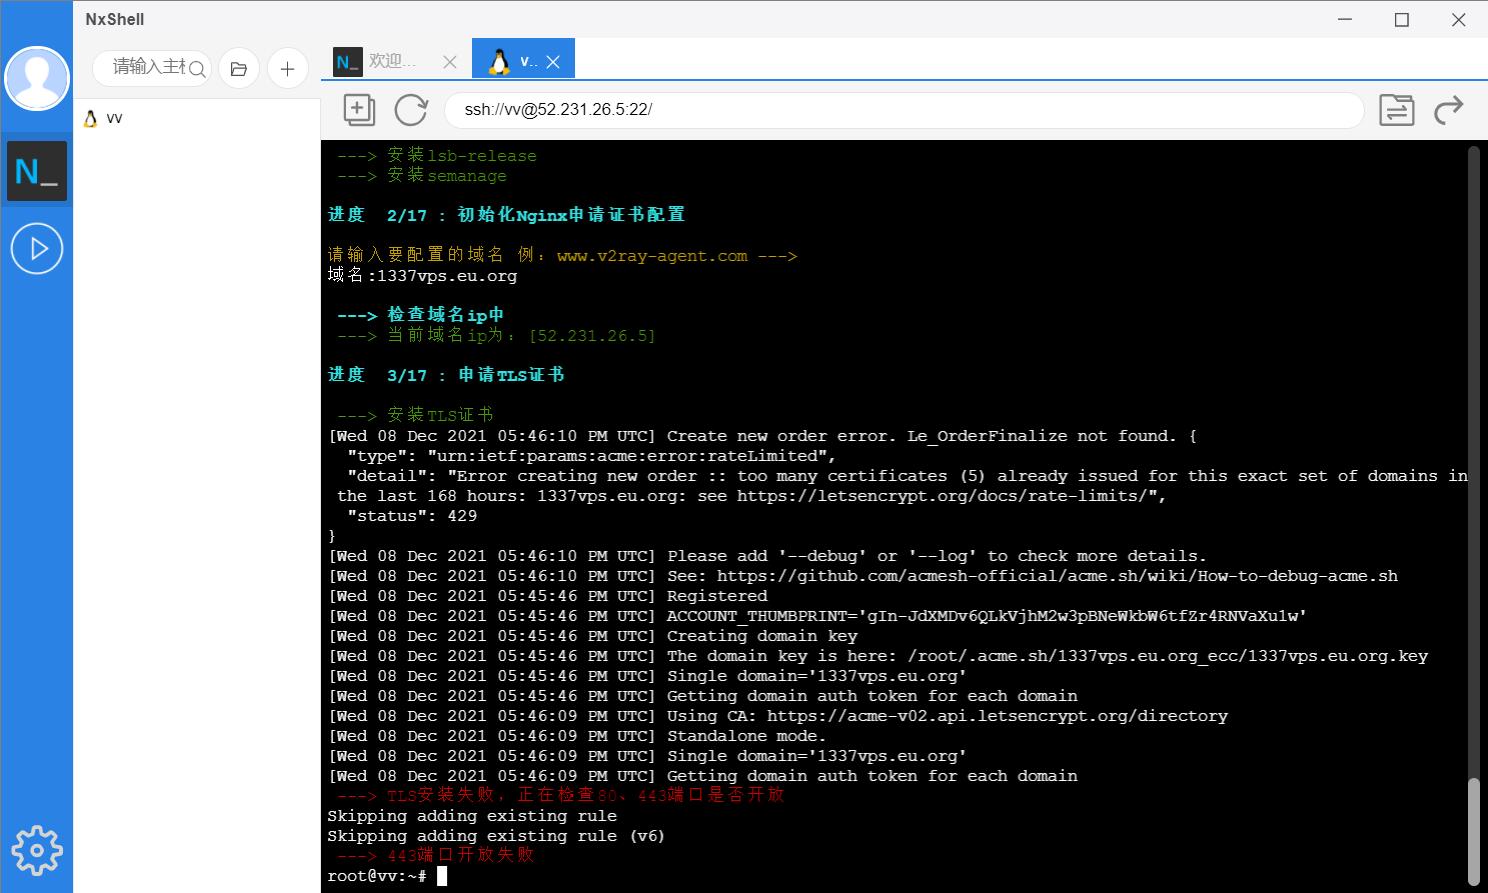 NxShell
请输入主机
欢迎...
v..
vv
N_
N_
ssh://vv@52.231.26.5:22/
---> 安装lsb-release
---> 安装semanage
进度  2/17 : 初始化Nginx申请证书配置
请输入要配置的域名 例：www.v2ray-agent.com --->
域名:1337vps.eu.org
---> 检查域名ip中
---> 当前域名ip为：[52.231.26.5]
进度  3/17 : 申请TLS证书
---> 安装TLS证书
[Wed 08 Dec 2021 05:46:10 PM UTC] Create new order error. Le_OrderFinalize not found. {
"type": "urn:ietf:params:acme:error:rateLimited",
"detail": "Error creating new order :: too many certificates (5) already issued for this exact set of domains in
the last 168 hours: 1337vps.eu.org: see https://letsencrypt.org/docs/rate-limits/",
"status": 429
}
[Wed 08 Dec 2021 05:46:10 PM UTC] Please add '--debug' or '--log' to check more details.
[Wed 08 Dec 2021 05:46:10 PM UTC] See: https://github.com/acmesh-official/acme.sh/wiki/How-to-debug-acme.sh
[Wed 08 Dec 2021 05:45:46 PM UTC] Registered
[Wed 08 Dec 2021 05:45:46 PM UTC] ACCOUNT_THUMBPRINT='gIn-JdXMDv6QLkVjhM2w3pBNeWkbW6tfZr4RNVaXu1w'
[Wed 08 Dec 2021 05:45:46 PM UTC] Creating domain key
[Wed 08 Dec 2021 05:45:46 PM UTC] The domain key is here: /root/.acme.sh/1337vps.eu.org_ecc/1337vps.eu.org.key
[Wed 08 Dec 2021 05:45:46 PM UTC] Single domain='1337vps.eu.org'
[Wed 08 Dec 2021 05:45:46 PM UTC] Getting domain auth token for each domain
[Wed 08 Dec 2021 05:46:09 PM UTC] Using CA: https://acme-v02.api.letsencrypt.org/directory
[Wed 08 Dec 2021 05:46:09 PM UTC] Standalone mode.
[Wed 08 Dec 2021 05:46:09 PM UTC] Single domain='1337vps.eu.org'
[Wed 08 Dec 2021 05:46:09 PM UTC] Getting domain auth token for each domain
---> TLS安装失败，正在检查80、443端口是否开放
Skipping adding existing rule
Skipping adding existing rule (v6)
---> 443端口开放失败
root@vv:~#